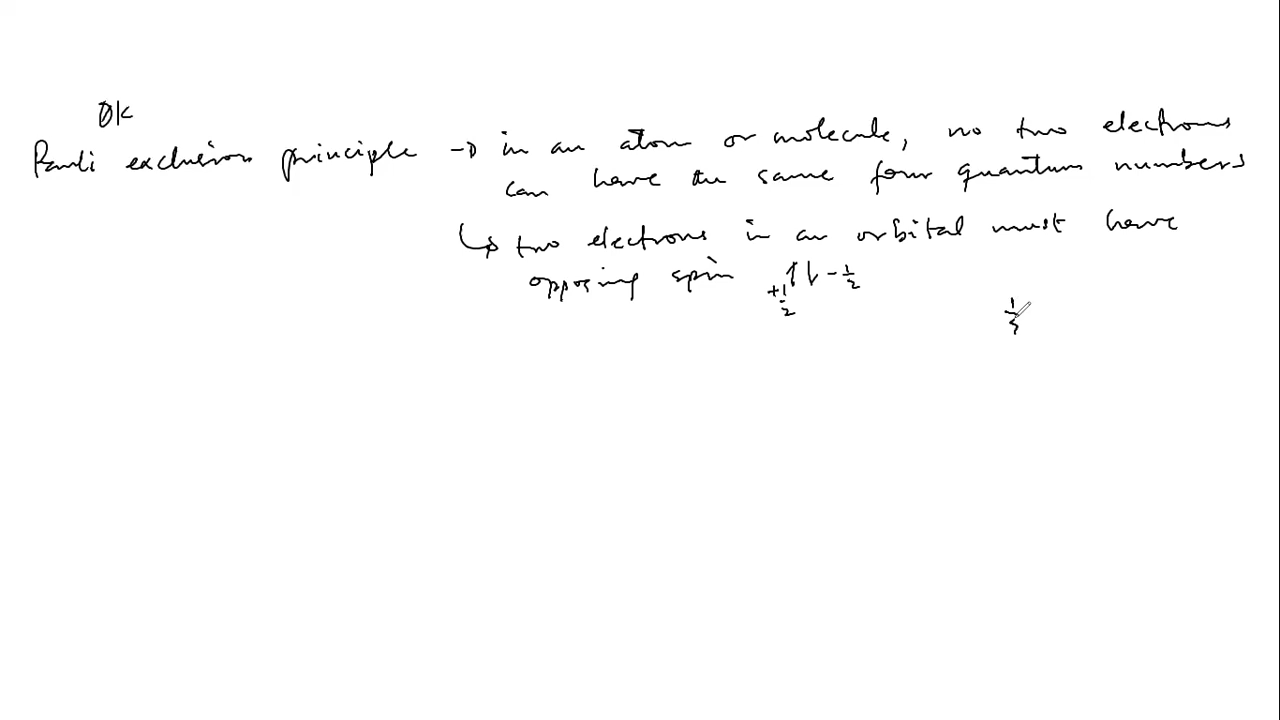 Ok
Pauli exclusion principle → in an atom or molecule, no two electrons
can have the same four quantum numbers
↳ two electrons in an orbital must have
opposing spin +1/2 ↑↓ -1/2